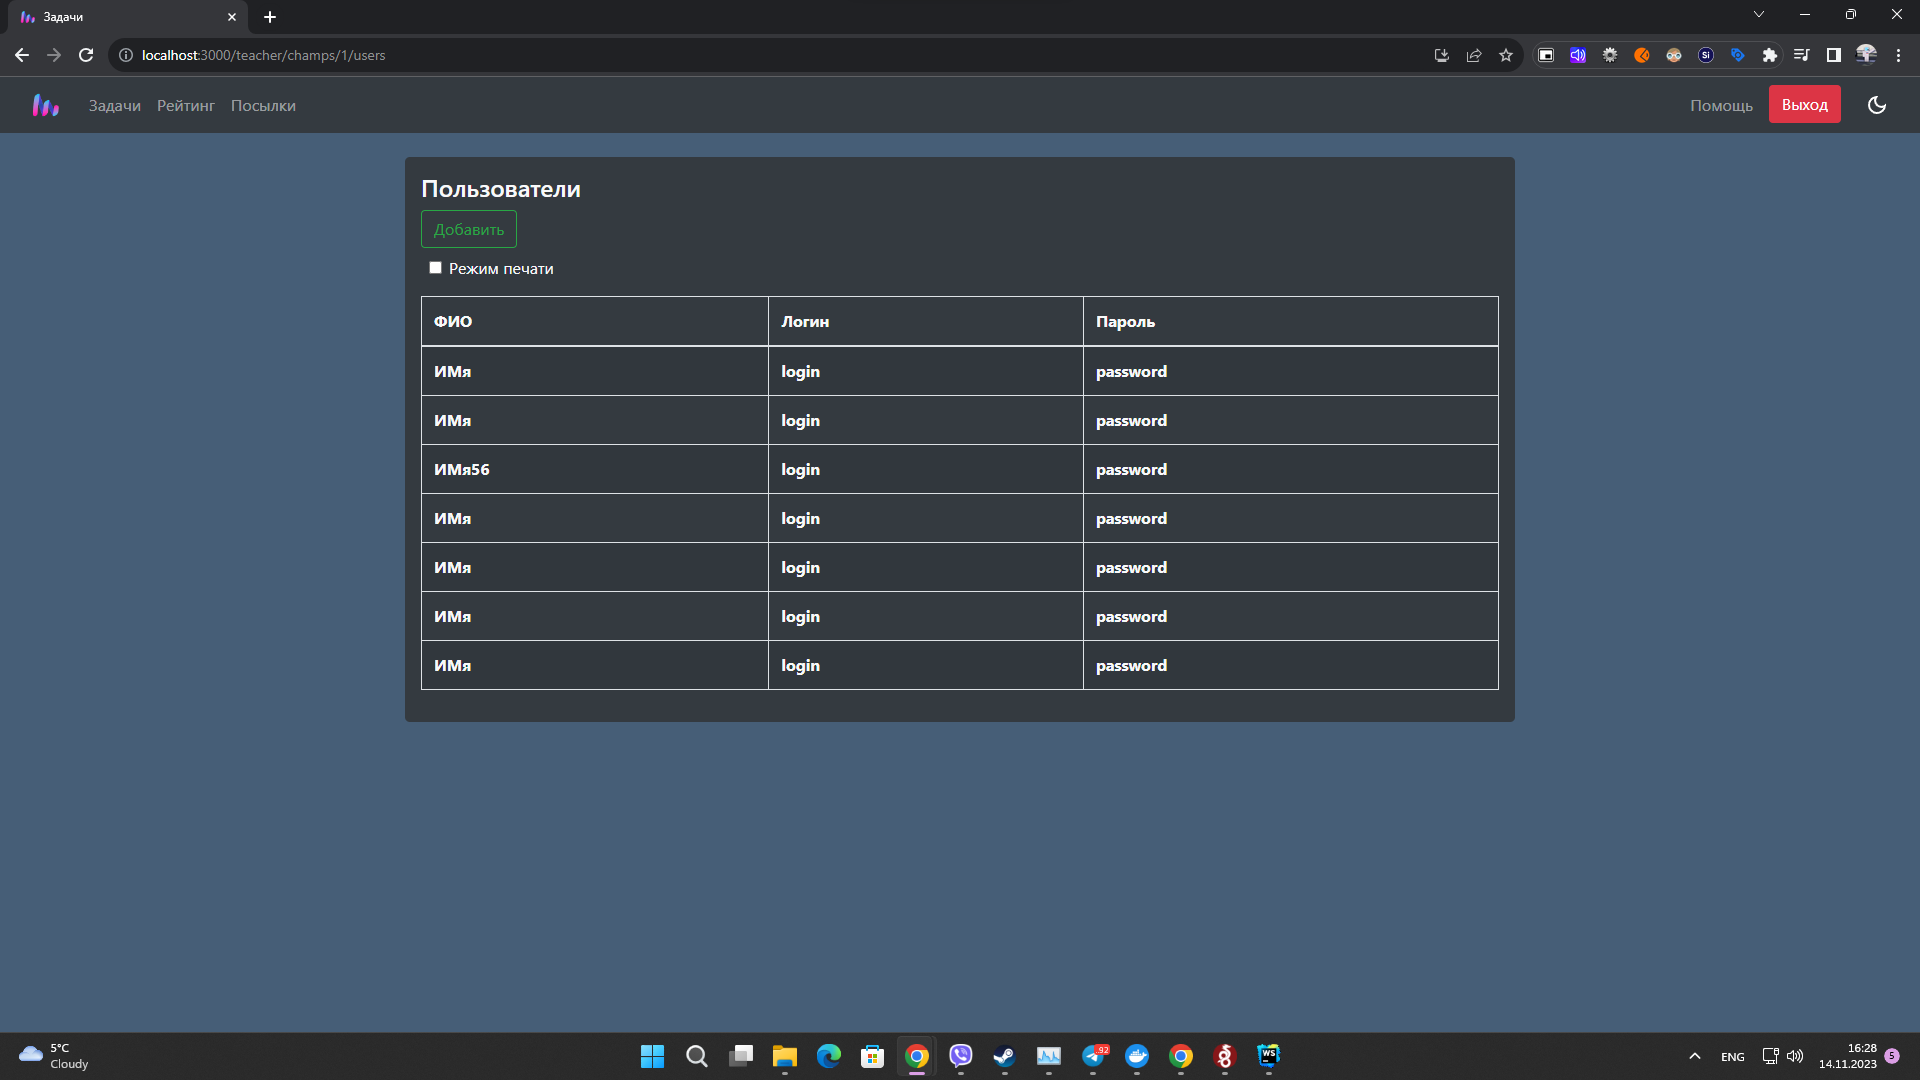 Задачи
localhost:3000/teacher/champs/1/users
Задачи Рейтинг Посылки Помощь Выход
Пользователи
Добавить
Режим печати
ФИО Логин Пароль
ИМя login password
ИМя login password
ИМя56 login password
ИМя login password
ИМя login password
ИМя login password
ИМя login password
5°C
Cloudy
92
WS
ENG
16:28
14.11.2023
5